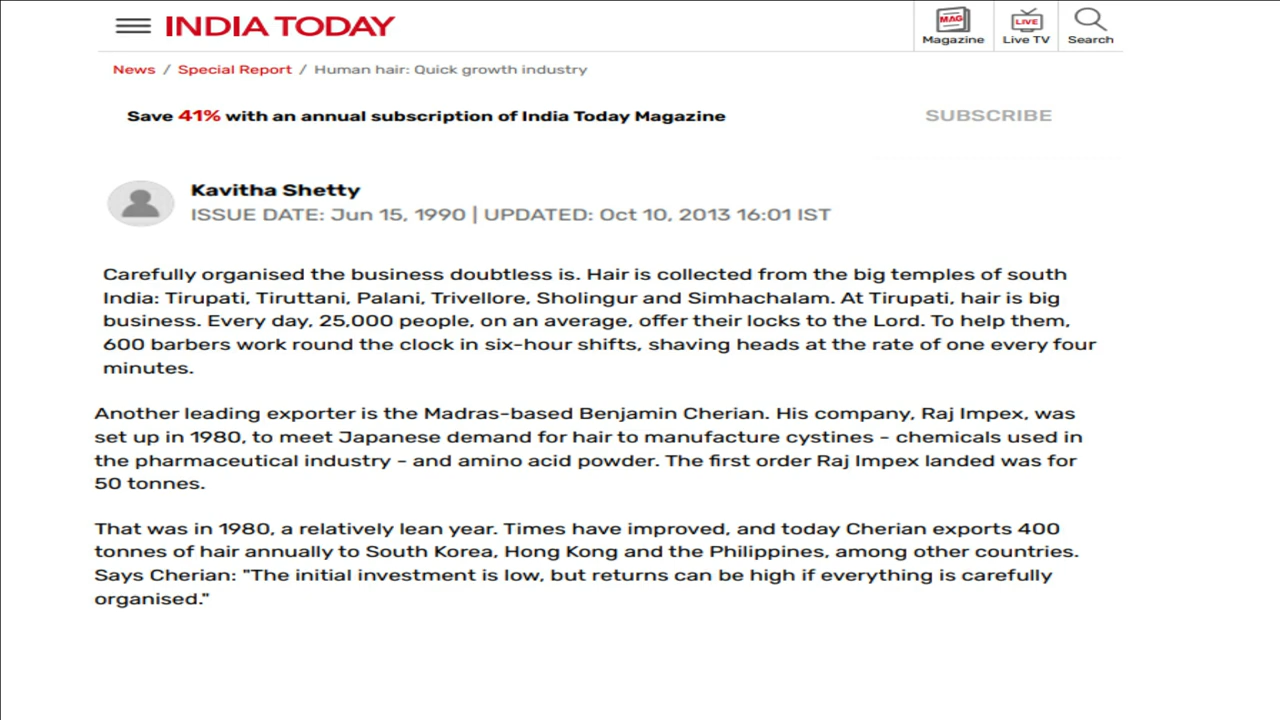 INDIA TODAY
MAG
Magazine
LIVE
Live TV
Search
News / Special Report / Human hair: Quick growth industry
Save 41% with an annual subscription of India Today Magazine
SUBSCRIBE
Kavitha Shetty
ISSUE DATE: Jun 15, 1990 | UPDATED: Oct 10, 2013 16:01 IST
Carefully organised the business doubtless is. Hair is collected from the big temples of south
India: Tirupati, Tiruttani, Palani, Trivellore, Sholingur and Simhachalam. At Tirupati, hair is big
business. Every day, 25,000 people, on an average, offer their locks to the Lord. To help them,
600 barbers work round the clock in six-hour shifts, shaving heads at the rate of one every four
minutes.
Another leading exporter is the Madras-based Benjamin Cherian. His company, Raj Impex, was
set up in 1980, to meet Japanese demand for hair to manufacture cystines - chemicals used in
the pharmaceutical industry - and amino acid powder. The first order Raj Impex landed was for
50 tonnes.
That was in 1980, a relatively lean year. Times have improved, and today Cherian exports 400
tonnes of hair annually to South Korea, Hong Kong and the Philippines, among other countries.
Says Cherian: "The initial investment is low, but returns can be high if everything is carefully
organised."